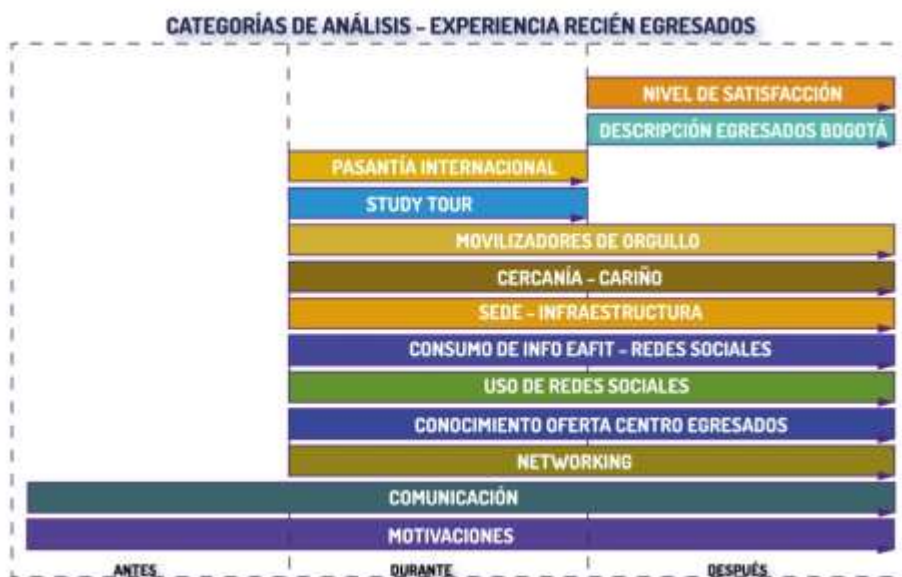 CATEGORÍAS DE ANÁLISIS – EXPERIENCIA RECIÉN EGRESADOS
NIVEL DE SATISFACCIÓN
DESCRIPCIÓN EGRESADOS BOGOTÁ
PASANTÍA INTERNACIONAL
STUDY TOUR
MOVILIZADORES DE ORGULLO
CERCANÍA – CARIÑO
SEDE – INFRAESTRUCTURA
CONSUMO DE INFO EAFIT – REDES SOCIALES
USO DE REDES SOCIALES
CONOCIMIENTO OFERTA CENTRO EGRESADOS
NETWORKING
COMUNICACIÓN
MOTIVACIONES
ANTES DURANTE DESPUÉS